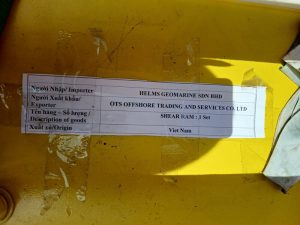 Người Nhập/ Importer HELMS GEOMARINE SDN BHD
Người Xuất khẩu/ Exporter OTS OFFSHORE TRADING AND SERVICES CO. LTD
Tên hàng – Số lượng / Description of goods SHEAR RAM : 1 Set
Xuất xứ/Origin Viet Nam